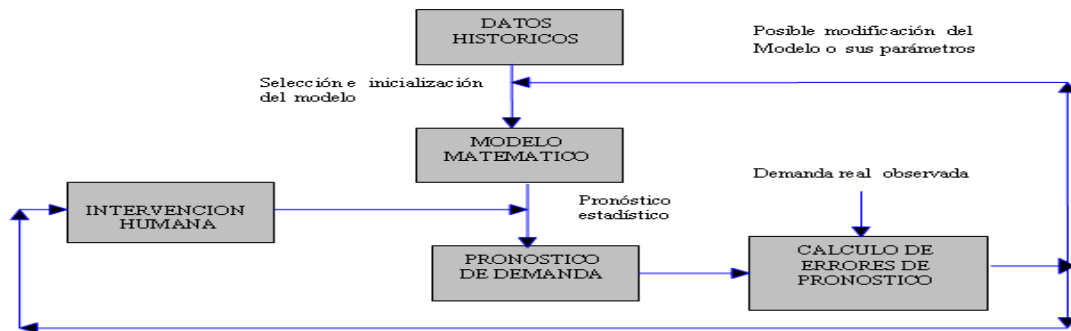 DATOS
HISTORICOS
Posible modificación del
Modelo o sus parámetros
Selección e inicialización
del modelo
MODELO
MATEMATICO
Demanda real observada
INTERVENCION
HUMANA
Pronóstico
estadístico
PRONOSTICO
DE DEMANDA
CALCULO DE
ERRORES DE
PRONOSTICO